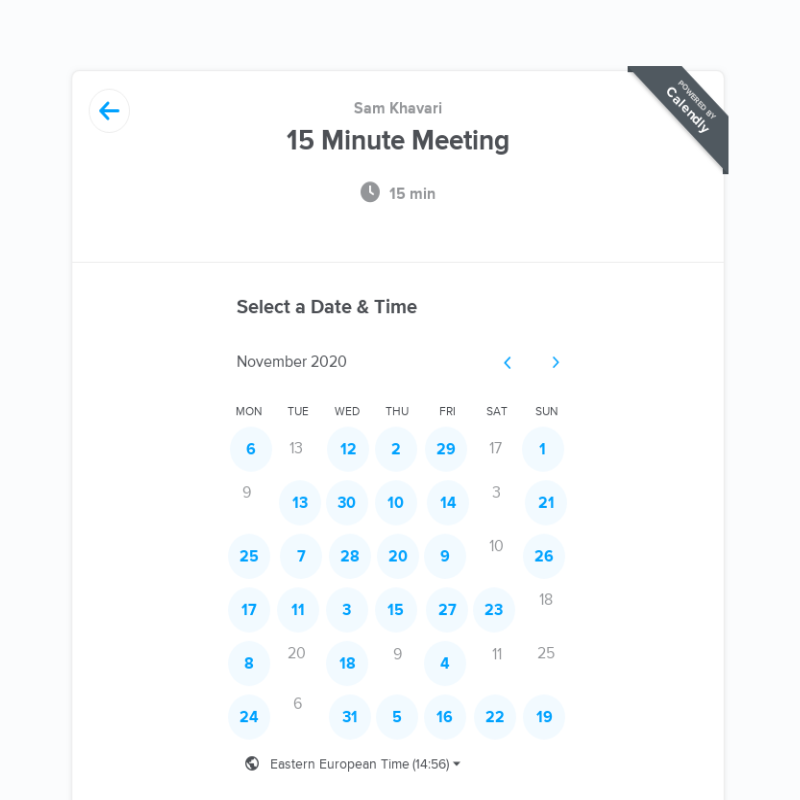 Sam Khavari
15 Minute Meeting
15 min
POWERED BY
Calendly
Select a Date & Time
November 2020
MON TUE WED THU FRI SAT SUN
6 13 12 2 29 17 1
9 13 30 10 14 3 21
25 7 28 20 9 10 26
17 11 3 15 27 23 18
8 20 18 9 4 11 25
24 6 31 5 16 22 19
Eastern European Time (14:56)